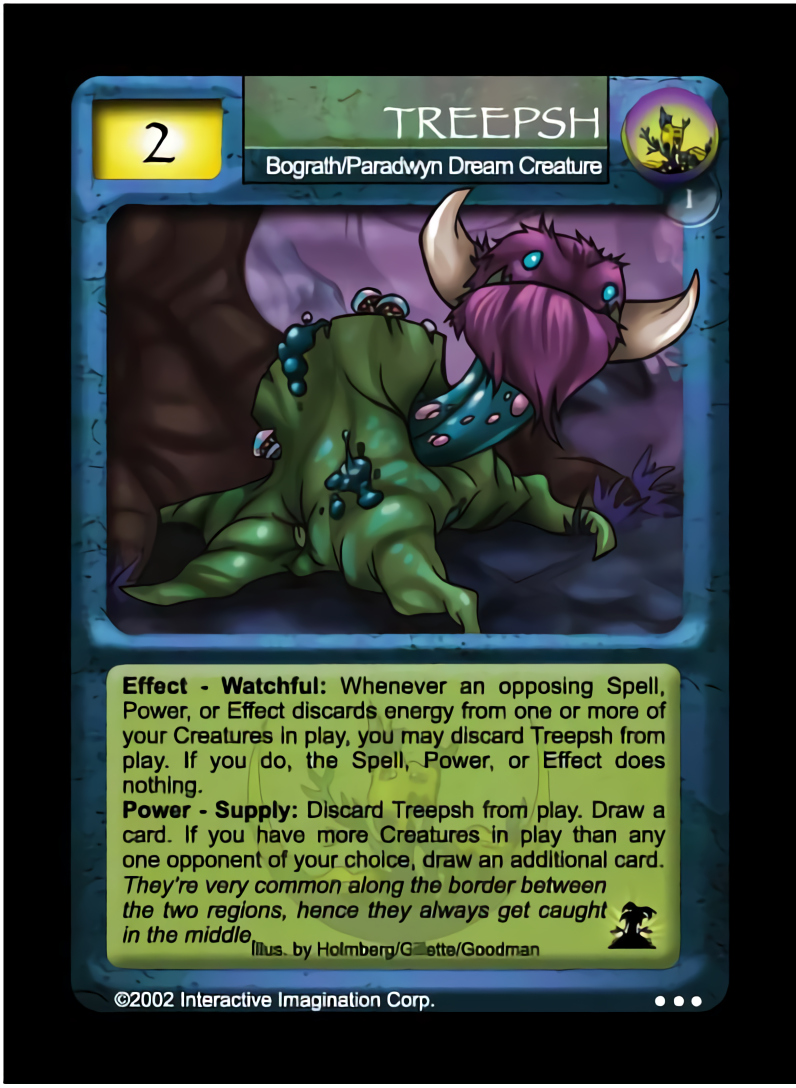 2
TREEPSH
Bograth/Paradwyn Dream Creature
1
Effect - Watchful: Whenever an opposing Spell,
Power, or Effect discards energy from one or more of
your Creatures in play, you may discard Treepsh from
play. If you do, the Spell, Power, or Effect does
nothing.
Power - Supply: Discard Treepsh from play. Draw a
card. If you have more Creatures in play than any
one opponent of your choice, draw an additional card.
They're very common along the border between
the two regions, hence they always get caught
in the middle.
Illus. by
©2002 Interactive Imagination Corp.